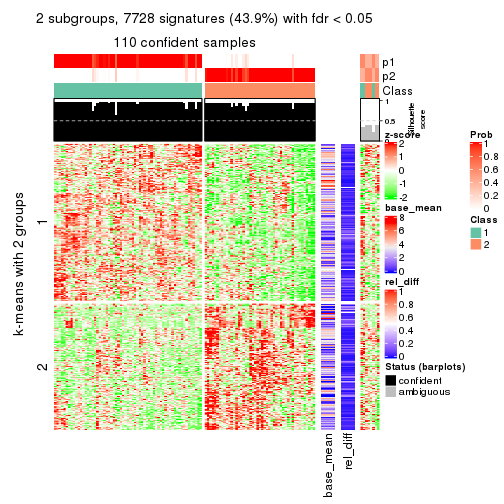 2 subgroups, 7728 signatures (43.9%) with fdr < 0.05
110 confident samples
p1
p2
Class
1
0.5
0
Silhouette
score
k-means with 2 groups
1
2
base_mean
rel_diff
z-score
2
1
0
-1
-2
base_mean
8
6
4
2
0
rel_diff
1
0.8
0.6
0.4
0.2
0
Status (barplots)
confident
ambiguous
Prob
1
0.8
0.6
0.4
0.2
0
Class
1
2